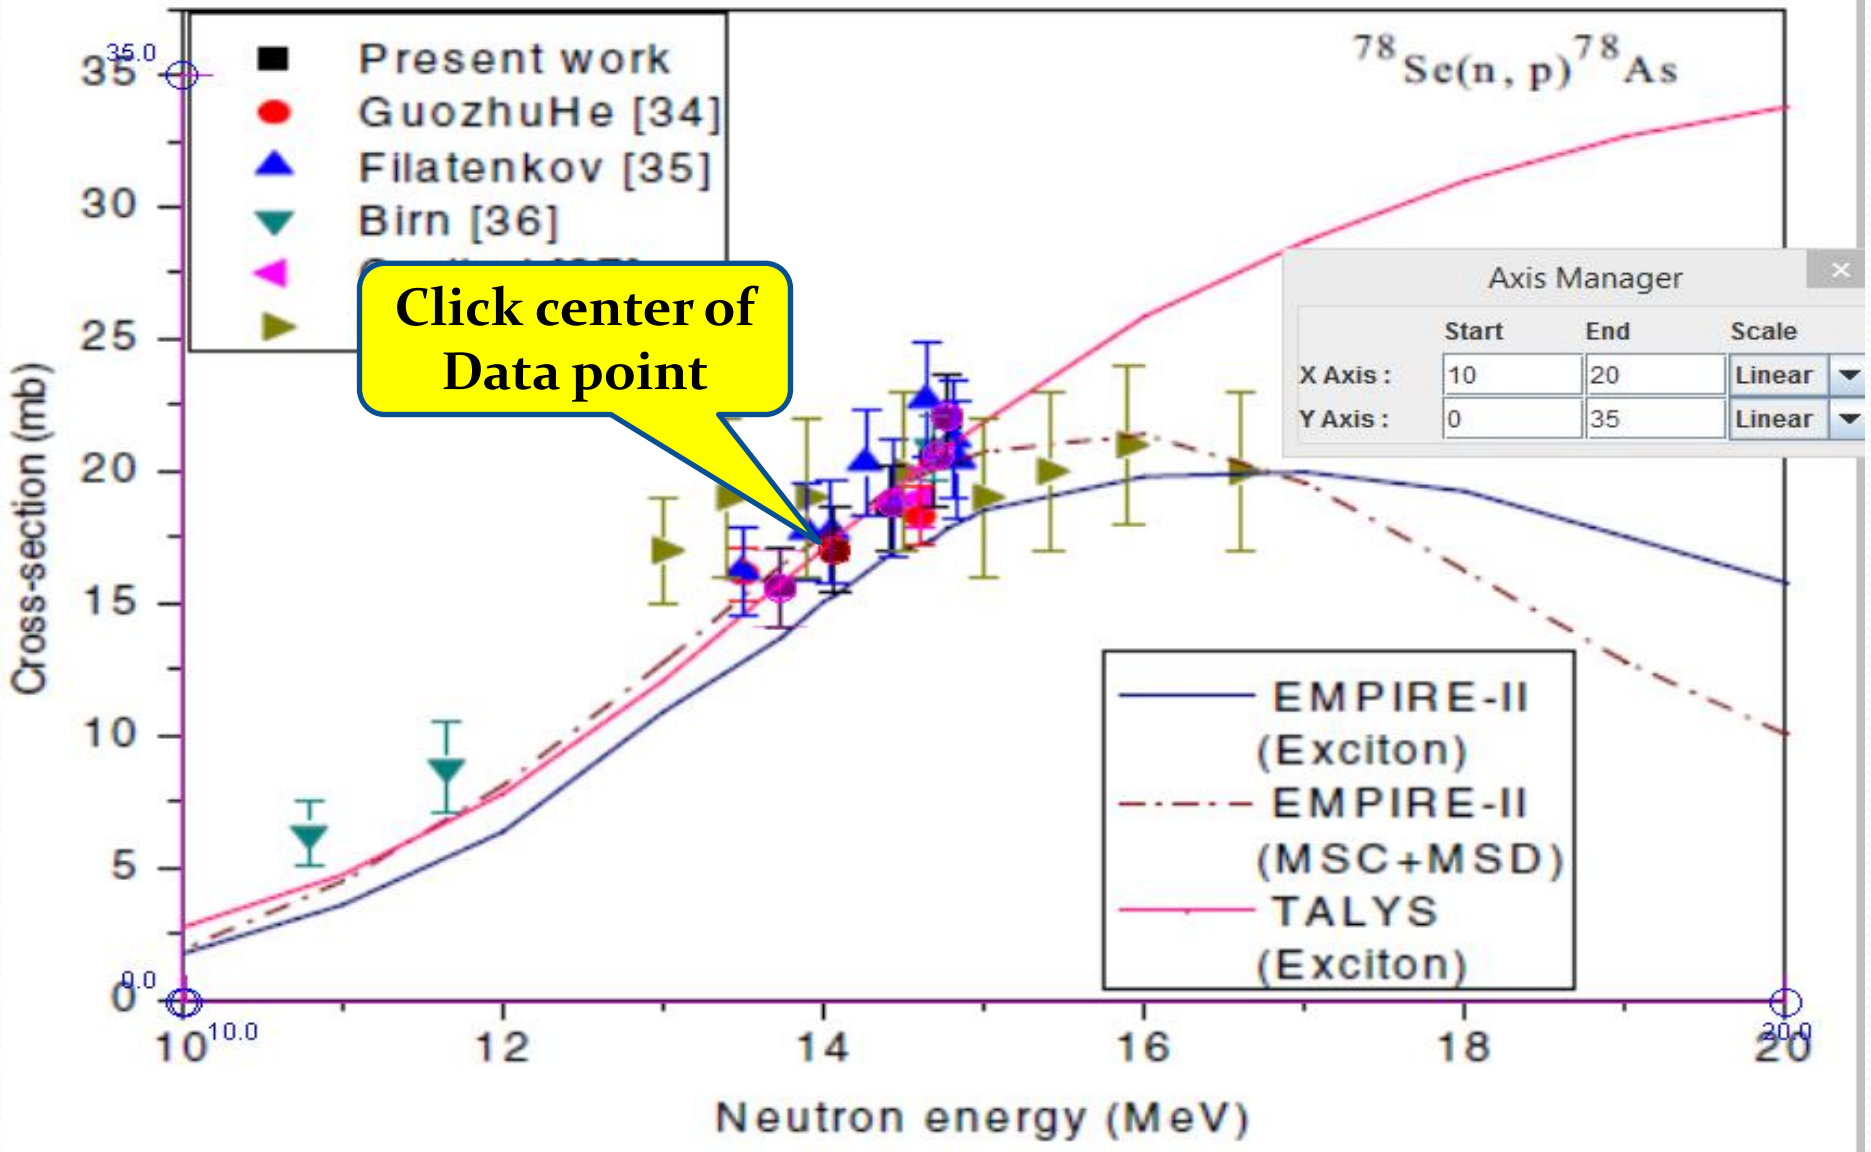 35.0
35
30
25
20
15
10
5
0
0.0
Cross-section (mb)
Present work
GuozhuHe [34]
Filatenkov [35]
Birn [36]
⁷⁸Se(n, p)⁷⁸As
Click center of
Data point
Axis Manager
×
Start End Scale
X Axis : 10 20 Linear
Y Axis : 0 35 Linear
EMPIRE-II
(Exciton)
EMPIRE-II
(MSC+MSD)
TALYS
(Exciton)
10.0 20.0
10 12 14 16 18 20
Neutron energy (MeV)